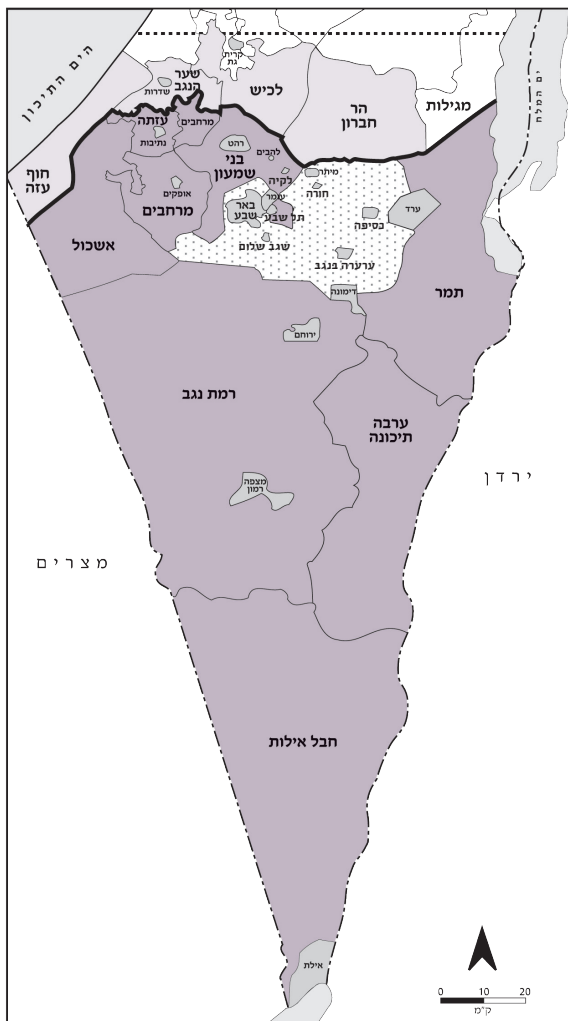 הים התיכון
קרית
גת
שער
הנגב
שדרות
לכיש
הר
חברון
מגילות
ים המלח
עזתה
מרחבים
נתיבות
רהט
להבים
בני
שמעון
לקיה
מיתר
חורה
חוף
עזה
אופקים
מרחבים
עומר
באר
שבע
תל שבע
כסיפה
ערד
אשכול
שגב שלום
ערערה בנגב
דימונה
תמר
ירוחם
רמת נגב
ערבה
תיכונה
ירדן
מצפה
רמון
מצרים
חבל אילות
אילת
0 10 20
ק"מ